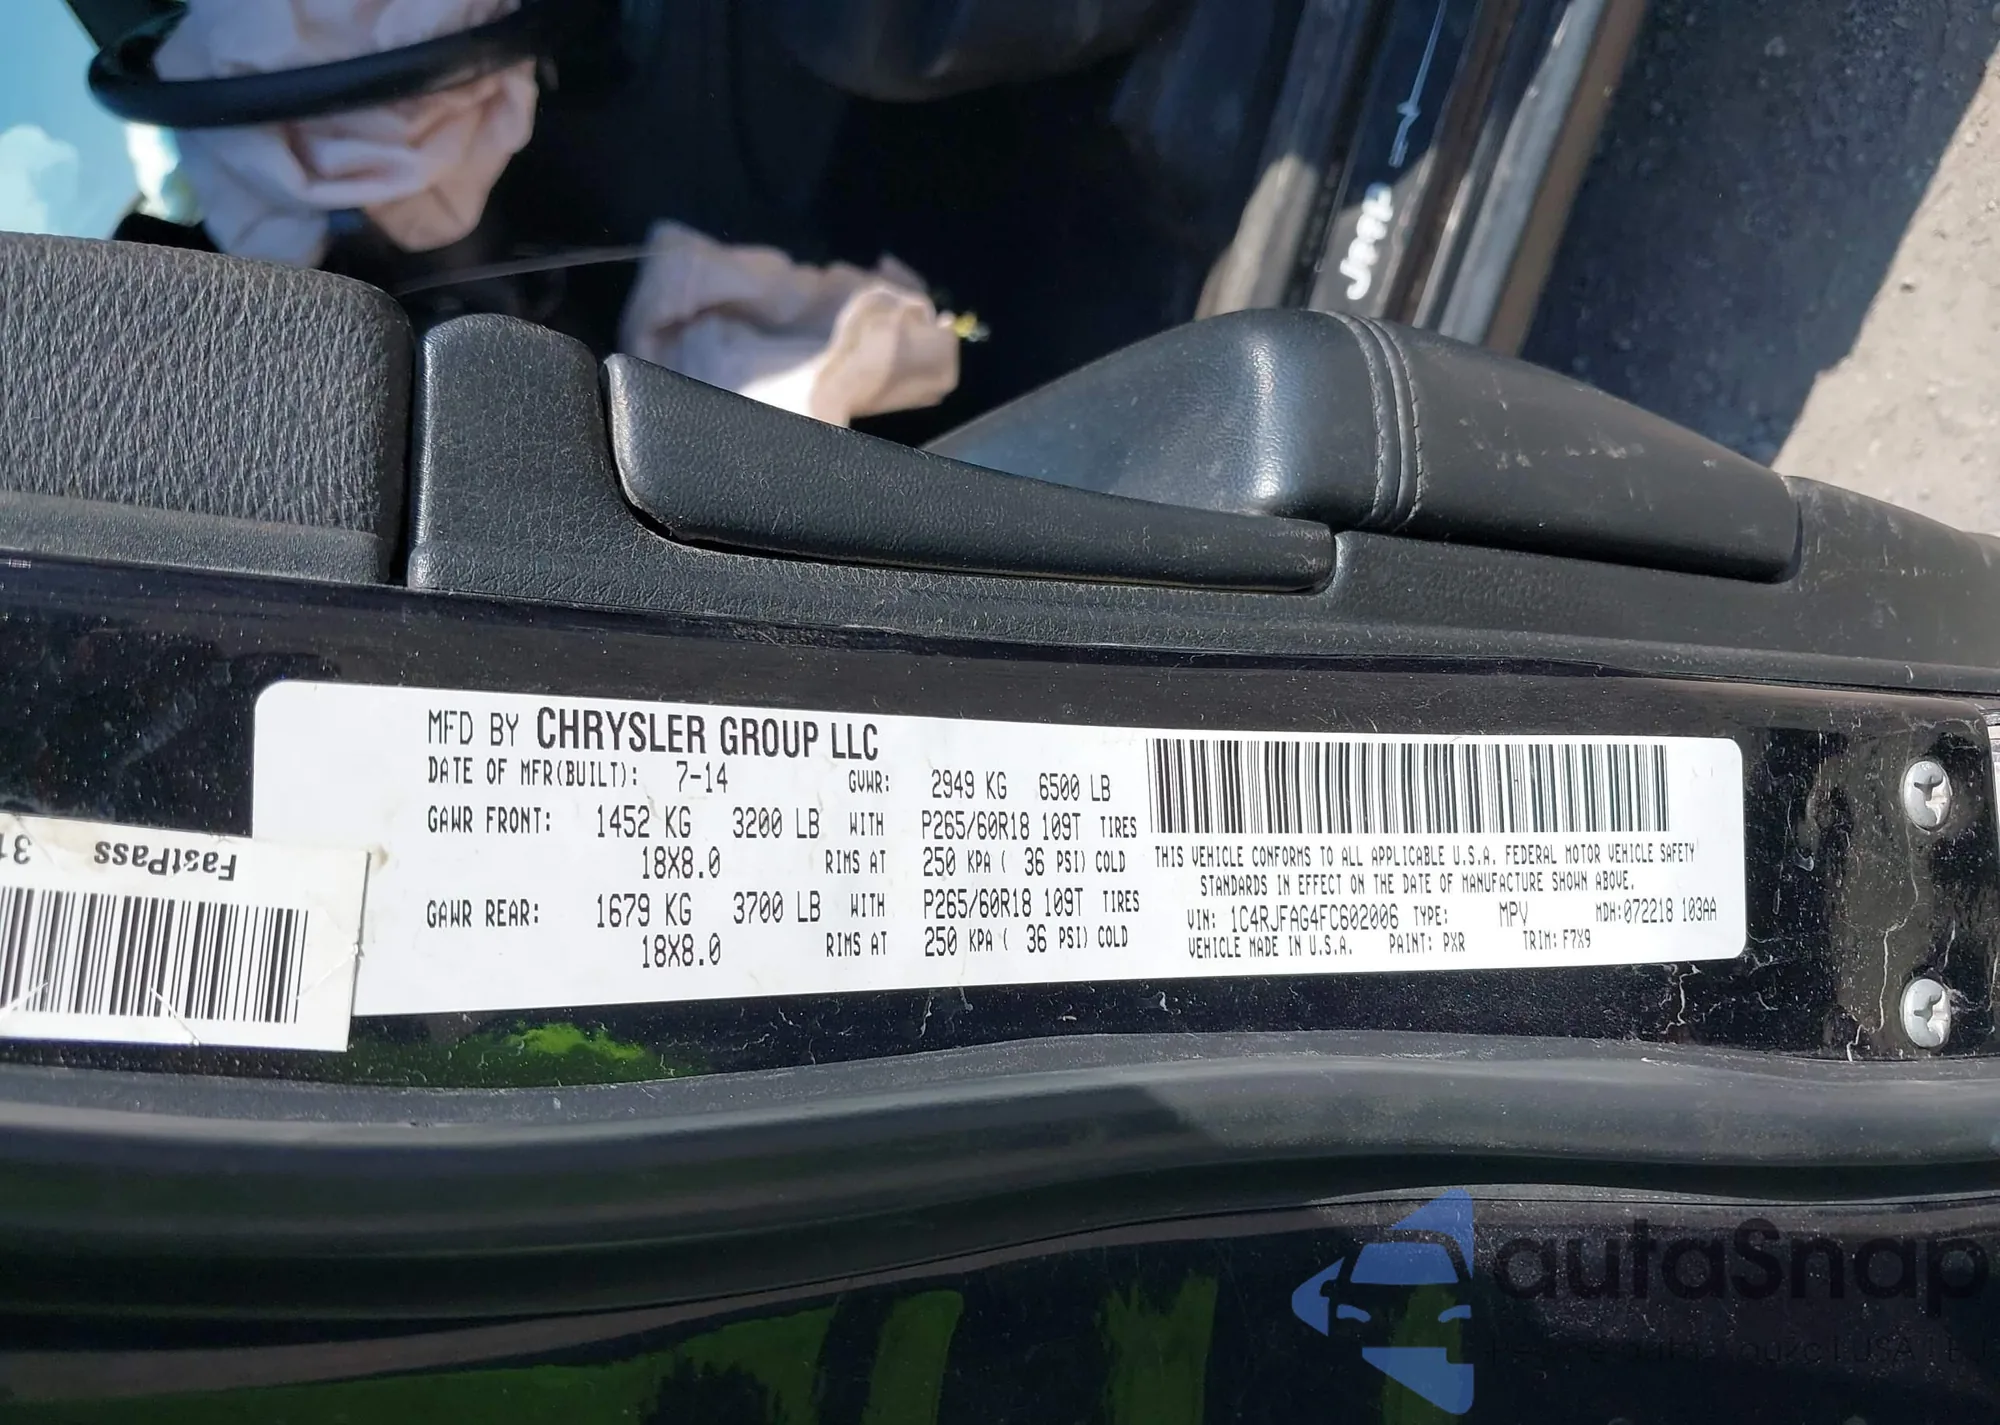 Jeep
MFD BY CHRYSLER GROUP LLC
DATE OF MFR(BUILT): 7-14 GVWR: 2949 KG 6500 LB
GAWR FRONT: 1452 KG 3200 LB WITH P265/60R18 109T TIRES
18X8.0 RIMS AT 250 KPA ( 36 PSI) COLD
GAWR REAR: 1679 KG 3700 LB WITH P265/60R18 109T TIRES
18X8.0 RIMS AT 250 KPA ( 36 PSI) COLD
THIS VEHICLE CONFORMS TO ALL APPLICABLE U.S.A. FEDERAL MOTOR VEHICLE SAFETY
STANDARDS IN EFFECT ON THE DATE OF MANUFACTURE SHOWN ABOVE.
VIN: 1C4RJFAG4FC602006 TYPE: MPV MDH:072218 103AA
VEHICLE MADE IN U.S.A. PAINT: PXR TRIM: F7X9
FastPass 31
autaSnap